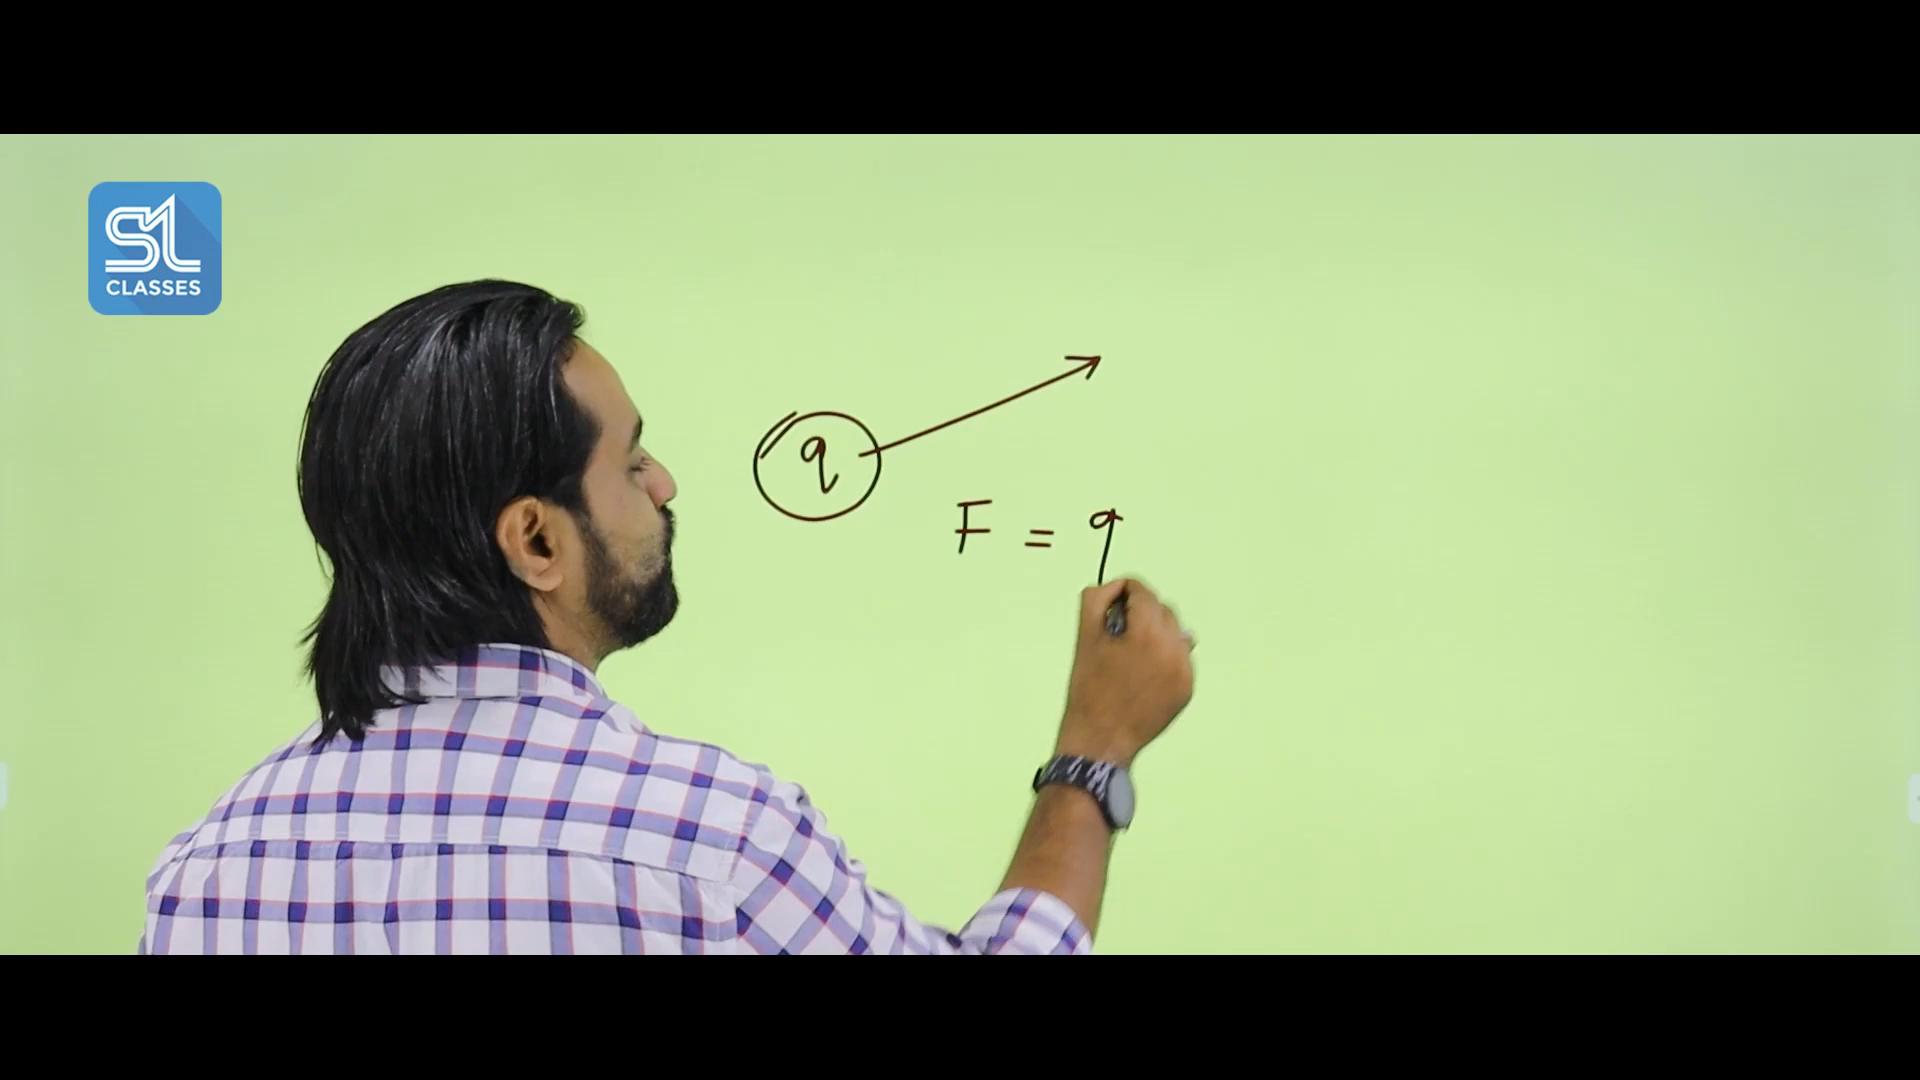 SL
CLASSES
q
F = q